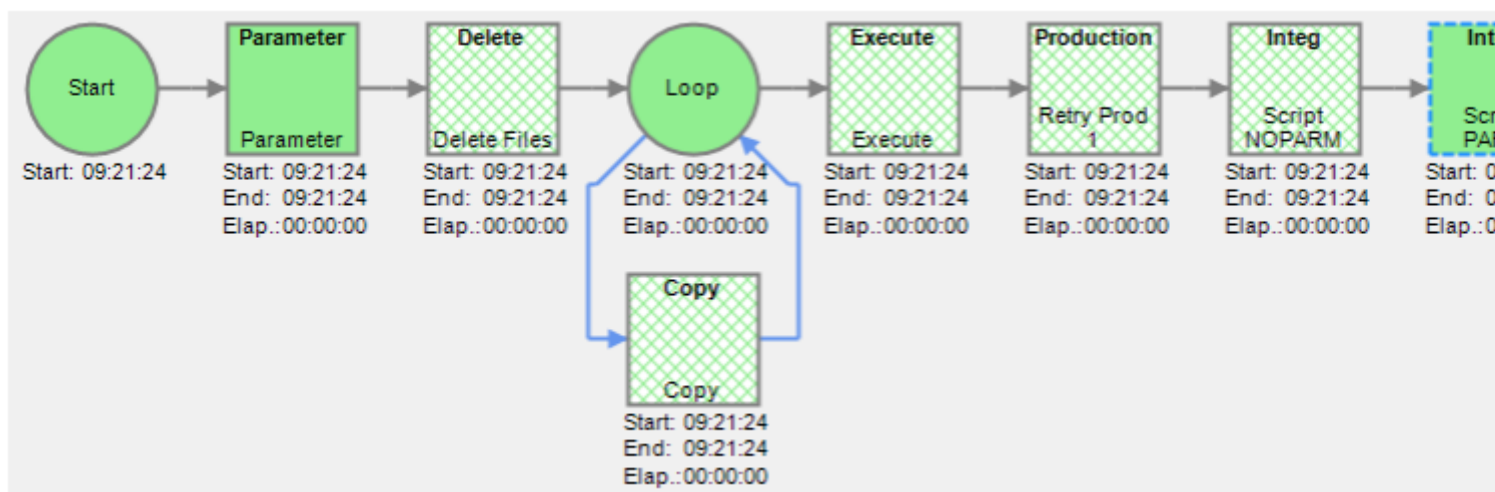 Start
Start: 09:21:24
Parameter
Parameter
Start: 09:21:24
End: 09:21:24
Elap.:00:00:00
Delete
Delete Files
Start: 09:21:24
End: 09:21:24
Elap.:00:00:00
Loop
Start: 09:21:24
End: 09:21:24
Elap.:00:00:00
Copy
Copy
Start: 09:21:24
End: 09:21:24
Elap.:00:00:00
Execute
Execute
Start: 09:21:24
End: 09:21:24
Elap.:00:00:00
Production
Retry Prod
1
Start: 09:21:24
End: 09:21:24
Elap.:00:00:00
Integ
Script
NOPARM
Start: 09:21:24
End: 09:21:24
Elap.:00:00:00
Start:
End:
Elap.: